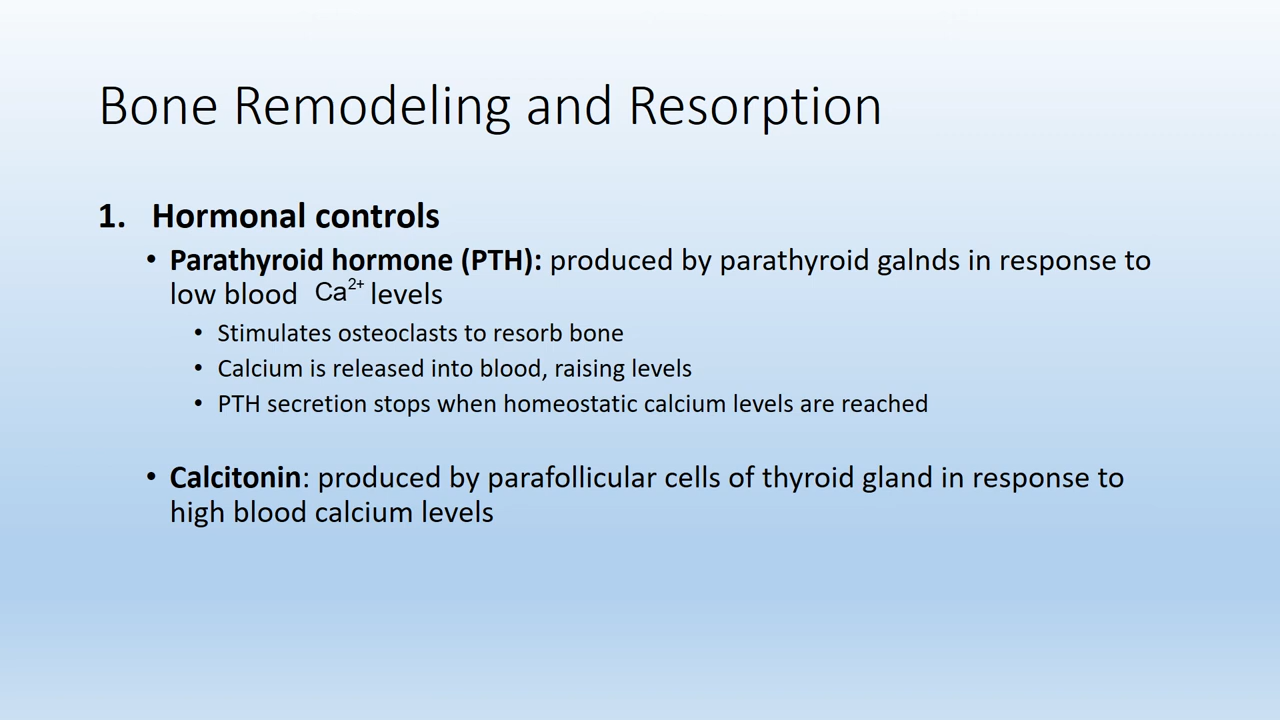 Bone Remodeling and Resorption
1. Hormonal controls
• Parathyroid hormone (PTH): produced by parathyroid galnds in response to
low blood Ca²⁺ levels
• Stimulates osteoclasts to resorb bone
• Calcium is released into blood, raising levels
• PTH secretion stops when homeostatic calcium levels are reached
• Calcitonin: produced by parafollicular cells of thyroid gland in response to
high blood calcium levels